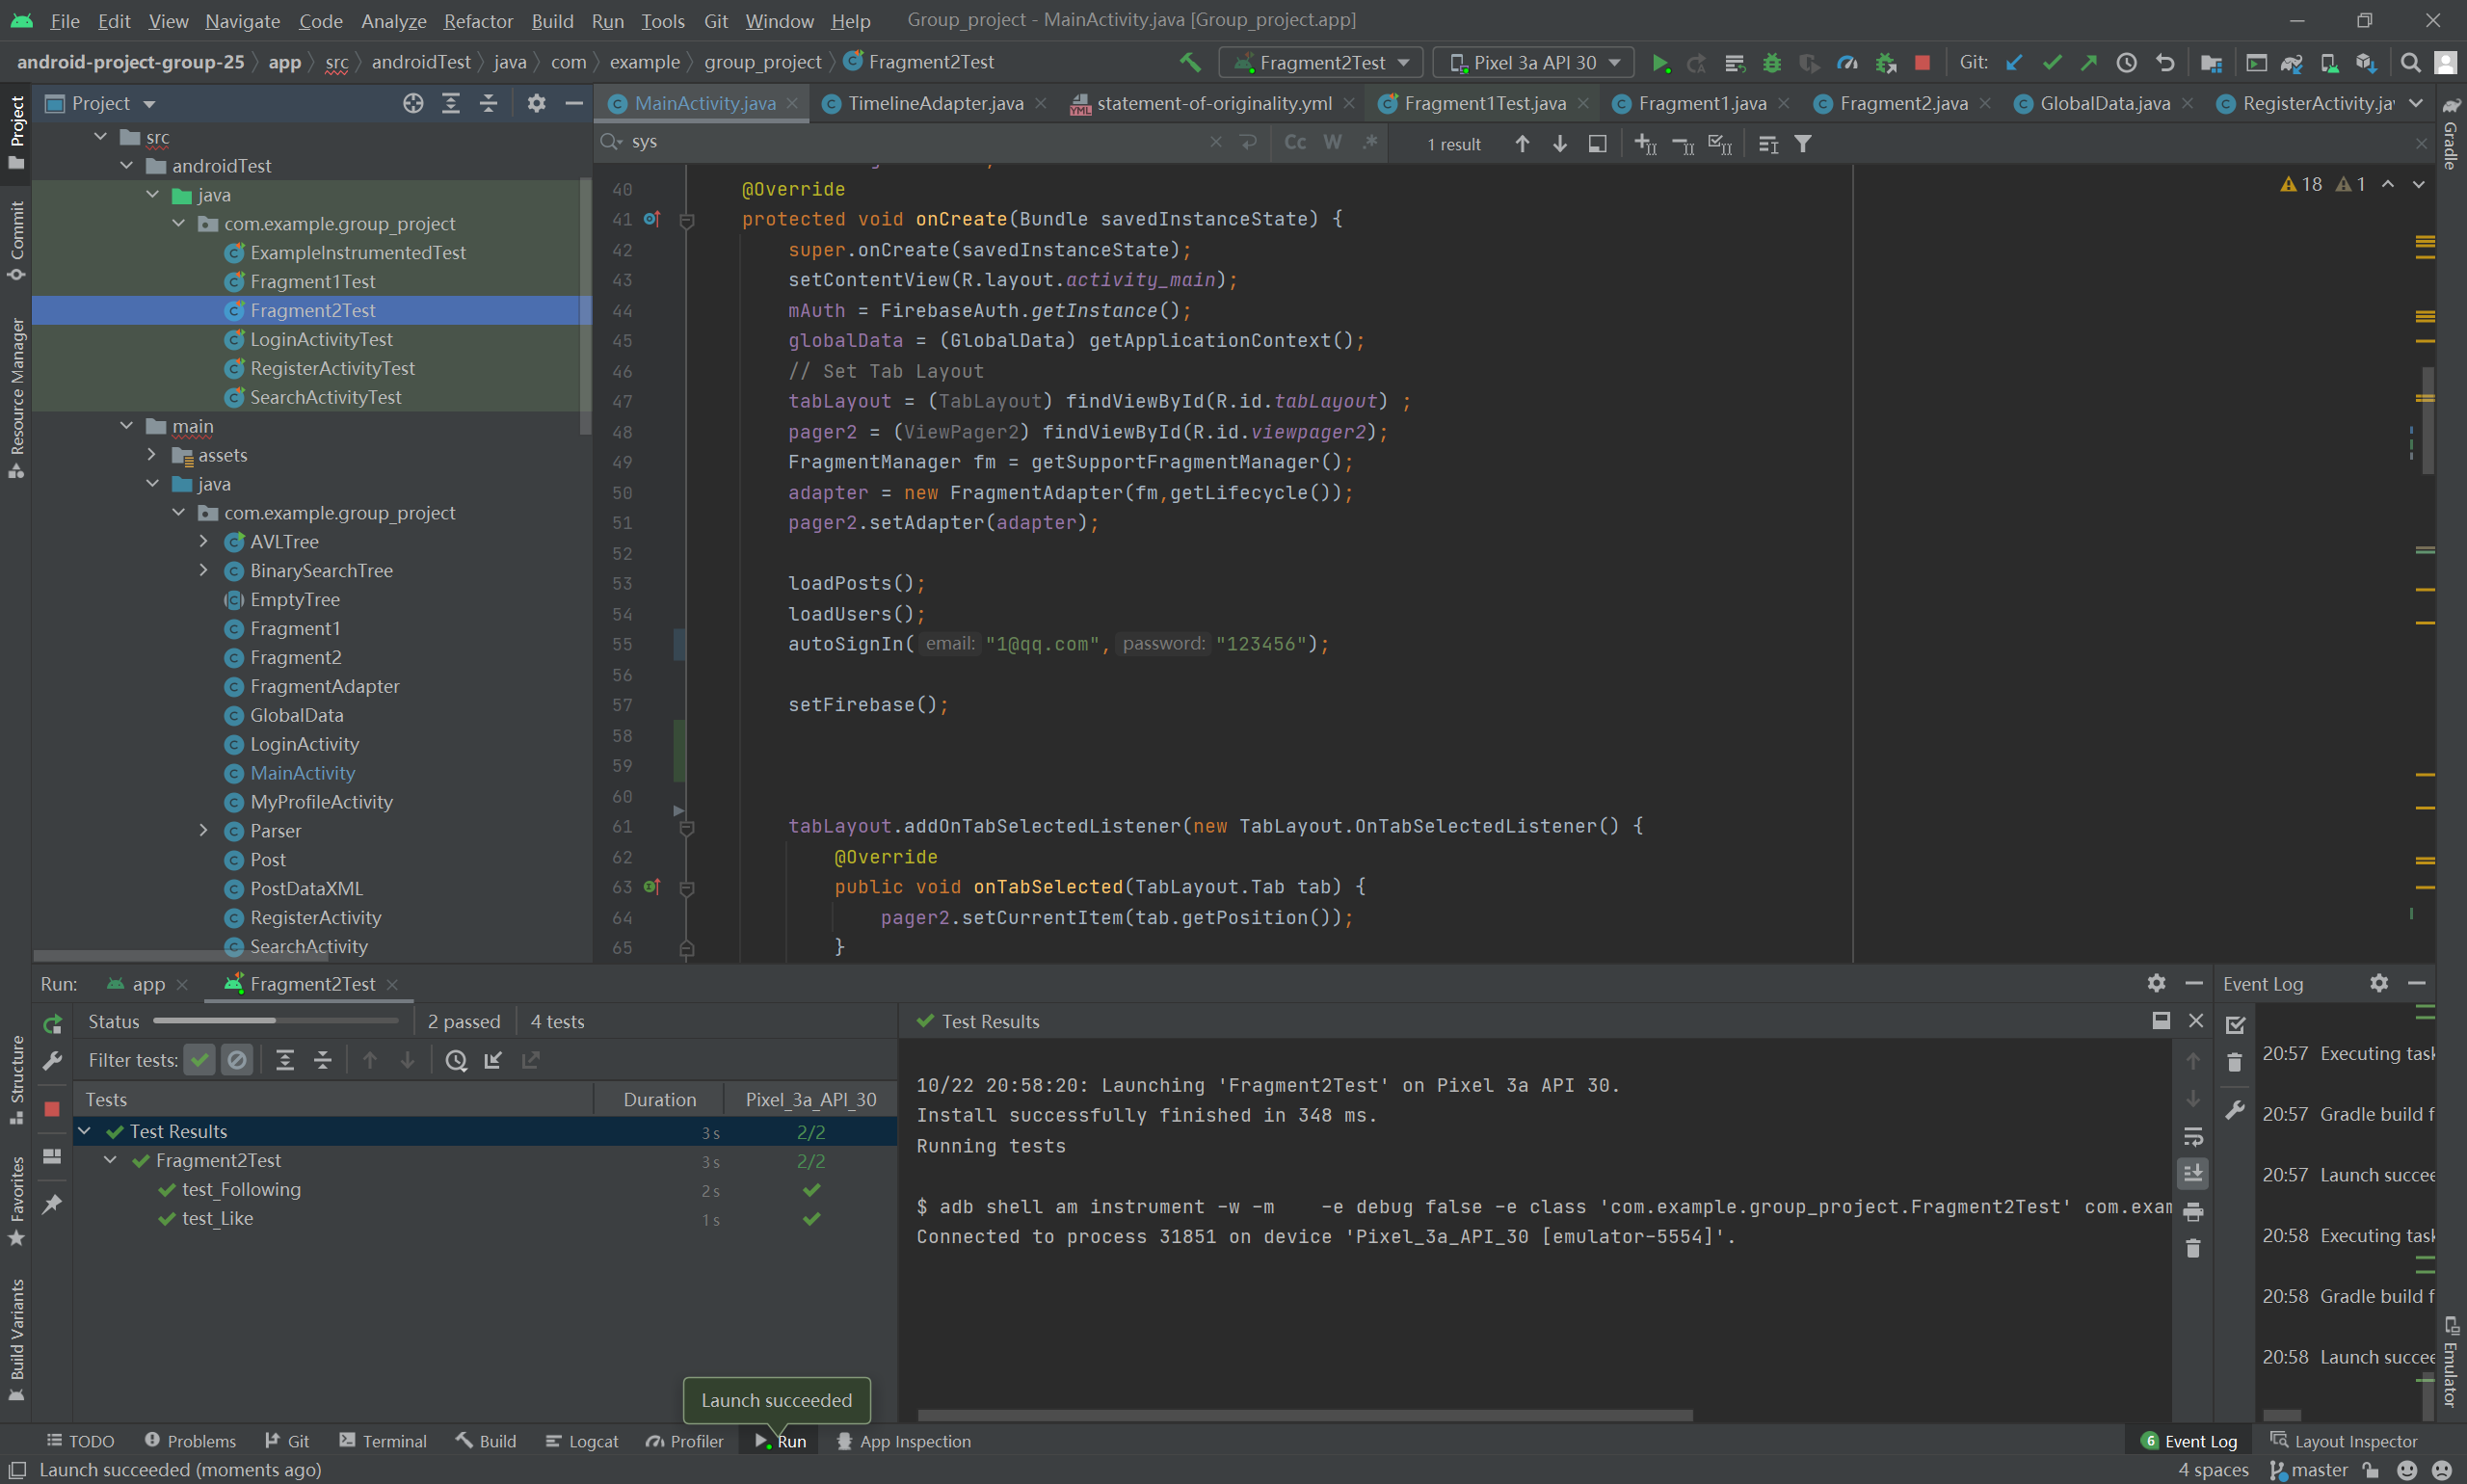 File Edit View Navigate Code Analyze Refactor Build Run Tools Git Window Help Group_project - MainActivity.java [Group_project.app]
android-project-group-25 app src androidTest java com example group_project Fragment2Test Fragment2Test Pixel 3a API 30 Git:
Project
MainActivity.java TimelineAdapter.java statement-of-originality.yml Fragment1Test.java Fragment1.java Fragment2.java GlobalData.java RegisterActivity.ja
sys Cc W .* 1 result
18 1
Project
Commit
Resource Manager
Structure
Favorites
Build Variants
Gradle
Emulator
src
androidTest
java
com.example.group_project
ExampleInstrumentedTest
Fragment1Test
Fragment2Test
LoginActivityTest
RegisterActivityTest
SearchActivityTest
main
assets
java
com.example.group_project
AVLTree
BinarySearchTree
EmptyTree
Fragment1
Fragment2
FragmentAdapter
GlobalData
LoginActivity
MainActivity
MyProfileActivity
Parser
Post
PostDataXML
RegisterActivity
SearchActivity
40 @Override
41 protected void onCreate(Bundle savedInstanceState) {
42 super.onCreate(savedInstanceState);
43 setContentView(R.layout.activity_main);
44 mAuth = FirebaseAuth.getInstance();
45 globalData = (GlobalData) getApplicationContext();
46 // Set Tab Layout
47 tabLayout = (TabLayout) findViewById(R.id.tabLayout) ;
48 pager2 = (ViewPager2) findViewById(R.id.viewpager2);
49 FragmentManager fm = getSupportFragmentManager();
50 adapter = new FragmentAdapter(fm,getLifecycle());
51 pager2.setAdapter(adapter);
52
53 loadPosts();
54 loadUsers();
55 autoSignIn( email: "1@qq.com", password: "123456");
56
57 setFirebase();
58
59
60
61 tabLayout.addOnTabSelectedListener(new TabLayout.OnTabSelectedListener() {
62 @Override
63 public void onTabSelected(TabLayout.Tab tab) {
64 pager2.setCurrentItem(tab.getPosition());
65 }
Run: app Fragment2Test
Status 2 passed 4 tests
Filter tests:
Tests Duration Pixel_3a_API_30
Test Results 3 s 2/2
Fragment2Test 3 s 2/2
test_Following 2 s
test_Like 1 s
Test Results
10/22 20:58:20: Launching 'Fragment2Test' on Pixel 3a API 30.
Install successfully finished in 348 ms.
Running tests
$ adb shell am instrument -w -m    -e debug false -e class 'com.example.group_project.Fragment2Test' com.exam
Connected to process 31851 on device 'Pixel_3a_API_30 [emulator-5554]'.
Event Log
20:57 Executing task
20:57 Gradle build f
20:57 Launch succee
20:58 Executing task
20:58 Gradle build f
20:58 Launch succee
Launch succeeded
TODO Problems Git Terminal Build Logcat Profiler Run App Inspection 6 Event Log Layout Inspector
Launch succeeded (moments ago) 4 spaces master